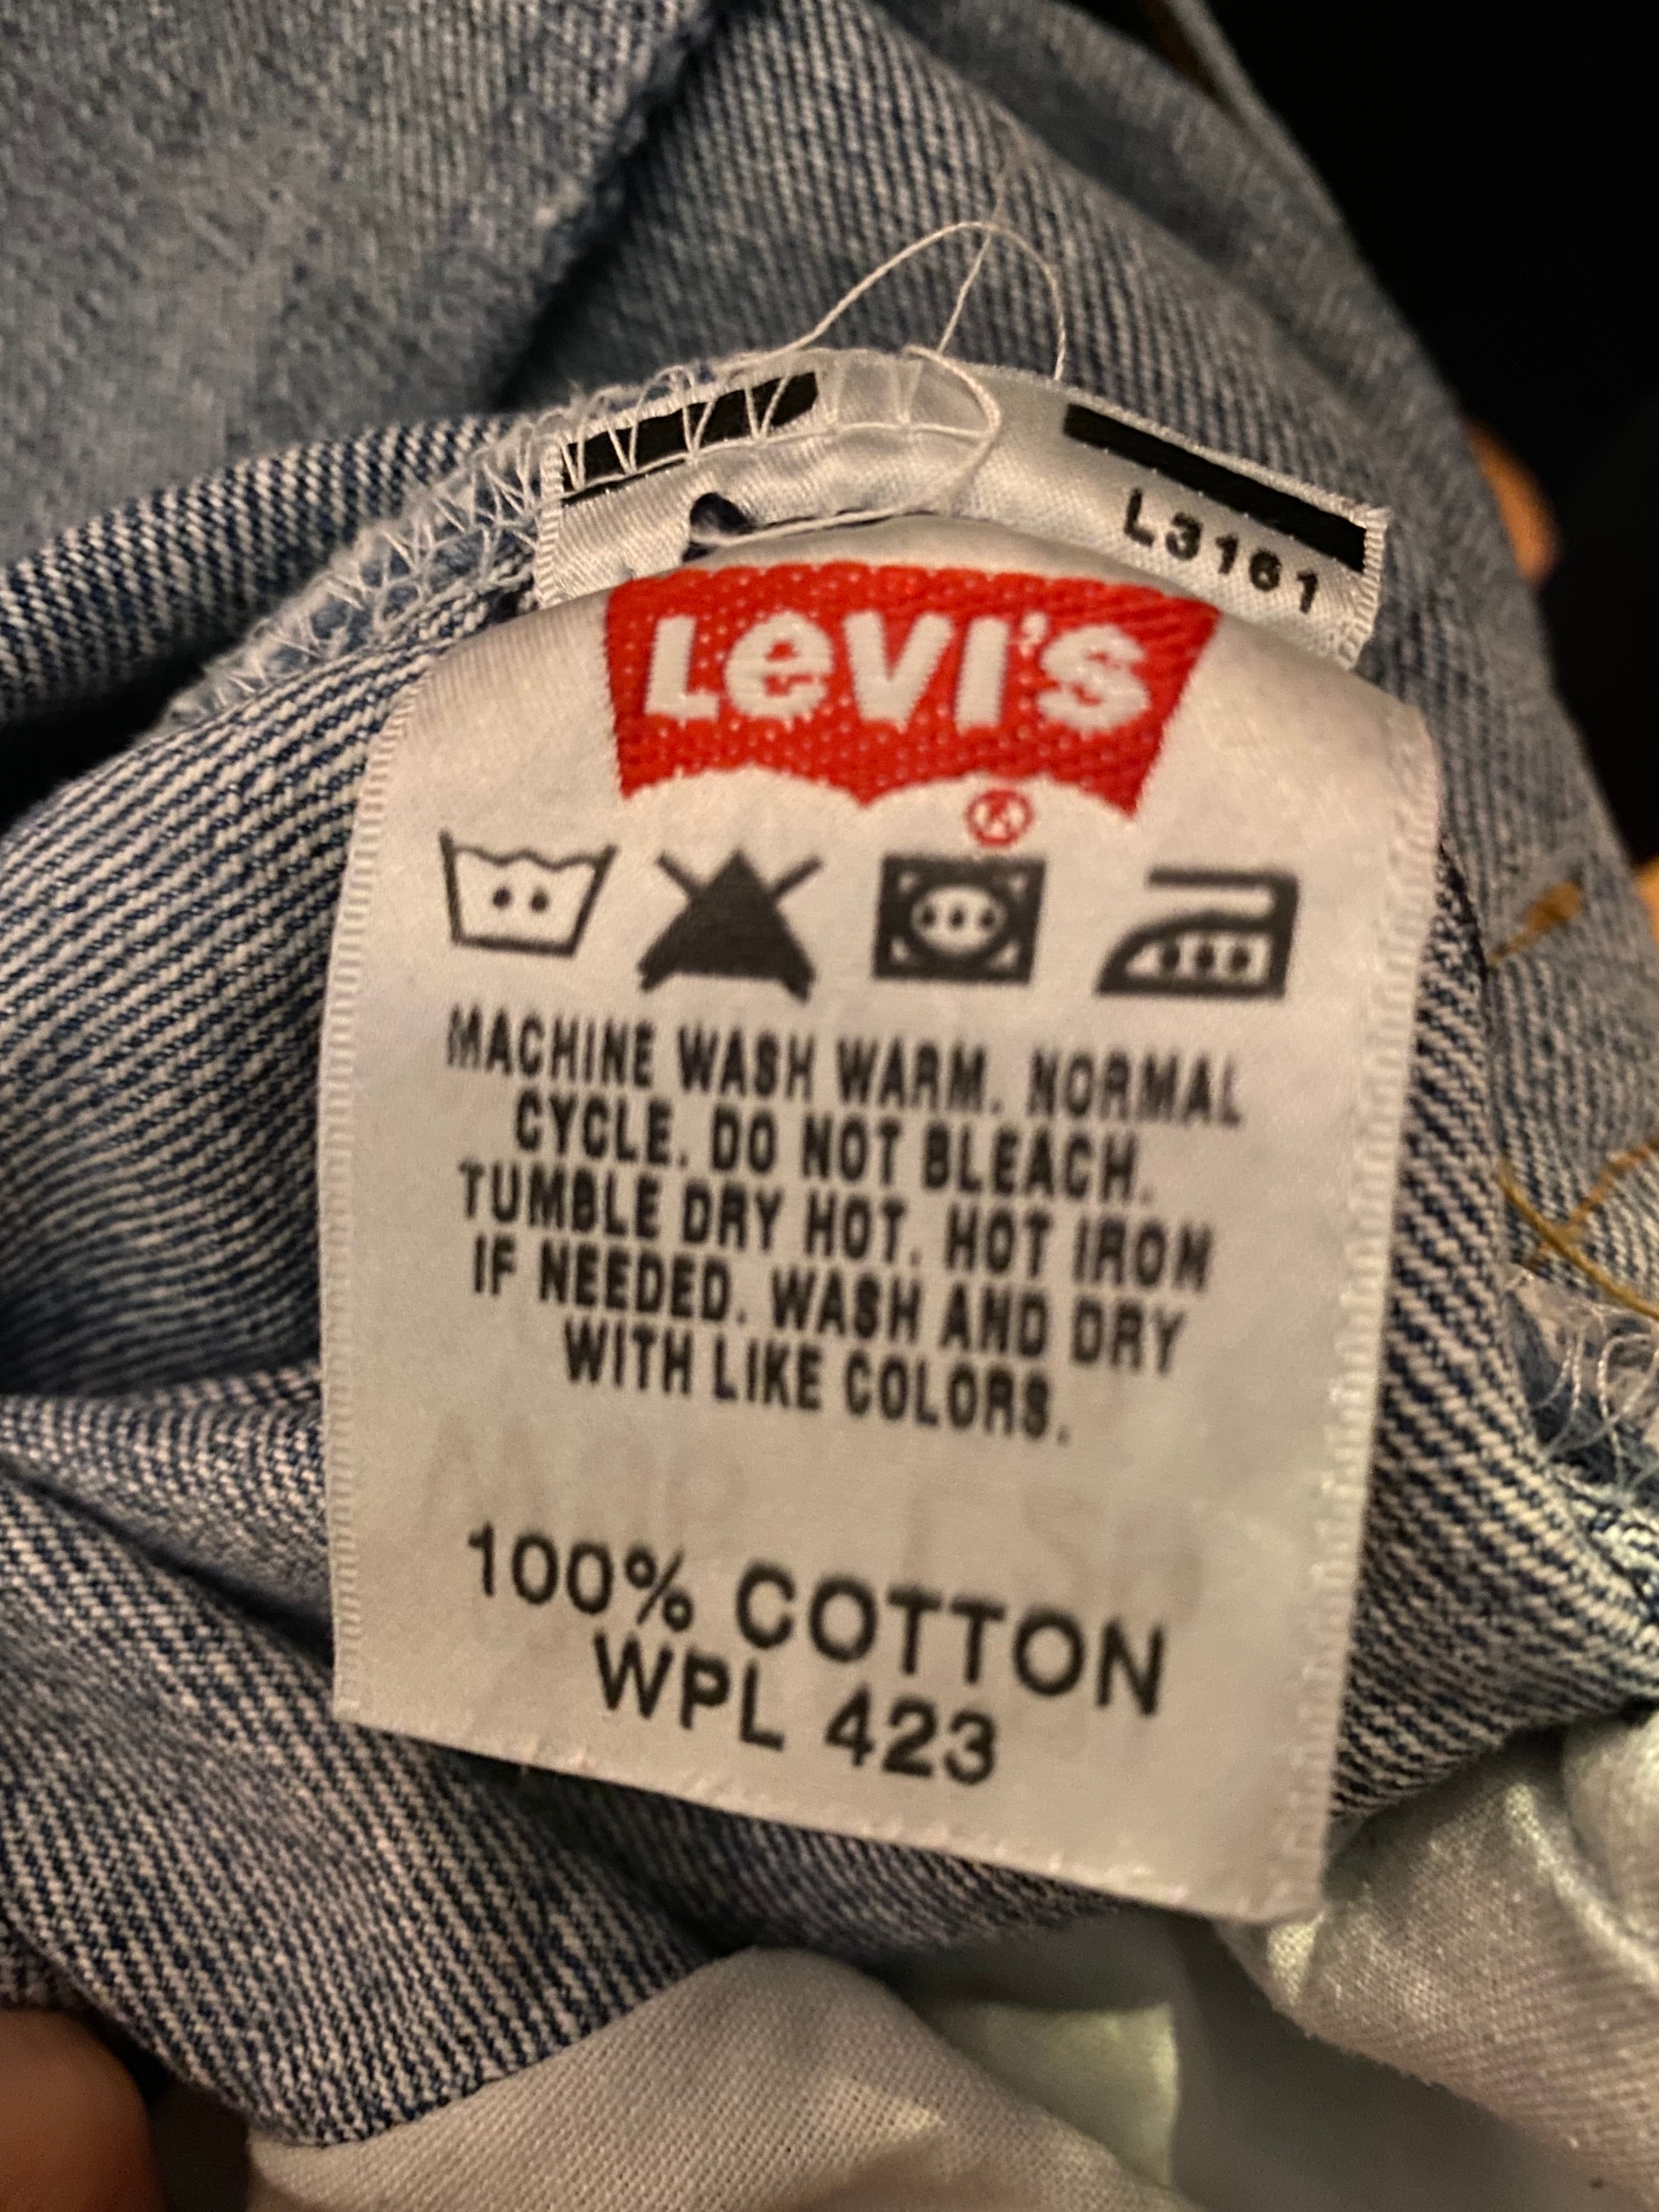 L3161
LEVI'S
®
MACHINE WASH WARM. NORMAL
CYCLE. DO NOT BLEACH.
TUMBLE DRY HOT. HOT IRON
IF NEEDED. WASH AND DRY
WITH LIKE COLORS.
100% COTTON
WPL 423